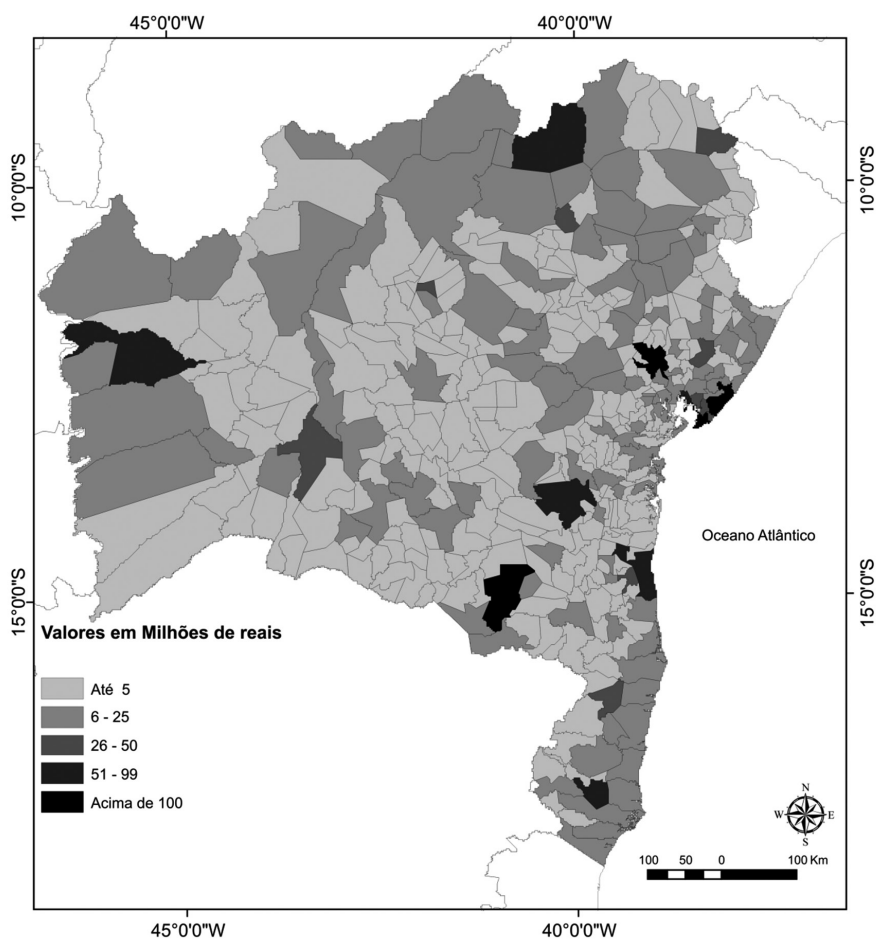 45°0'0"W 40°0'0"W
10°0'0"S 10°0'0"S
Oceano Atlântico
15°0'0"S 15°0'0"S
Valores em Milhões de reais
Até 5
6 - 25
26 - 50
51 - 99
Acima de 100
N
W E
S
100 50 0 100 Km
45°0'0"W 40°0'0"W